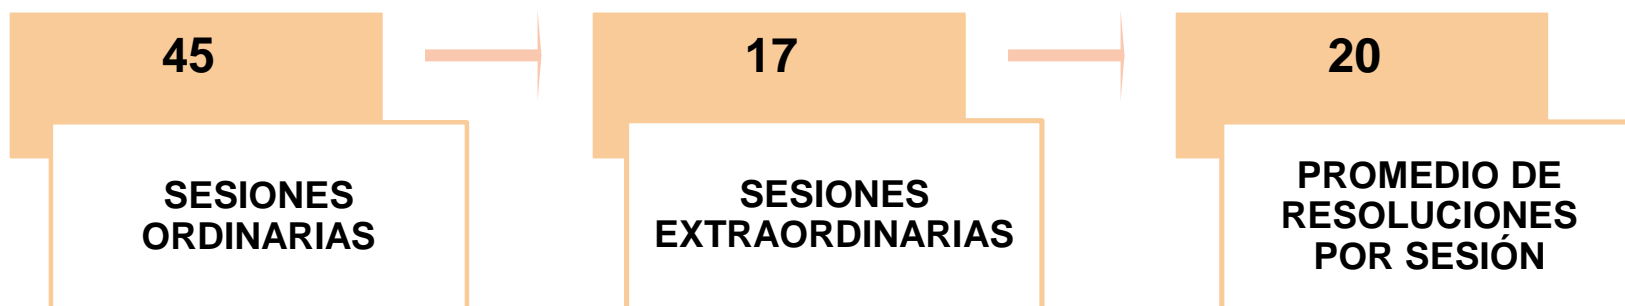 45
SESIONES
ORDINARIAS
17
SESIONES
EXTRAORDINARIAS
20
PROMEDIO DE
RESOLUCIONES
POR SESIÓN